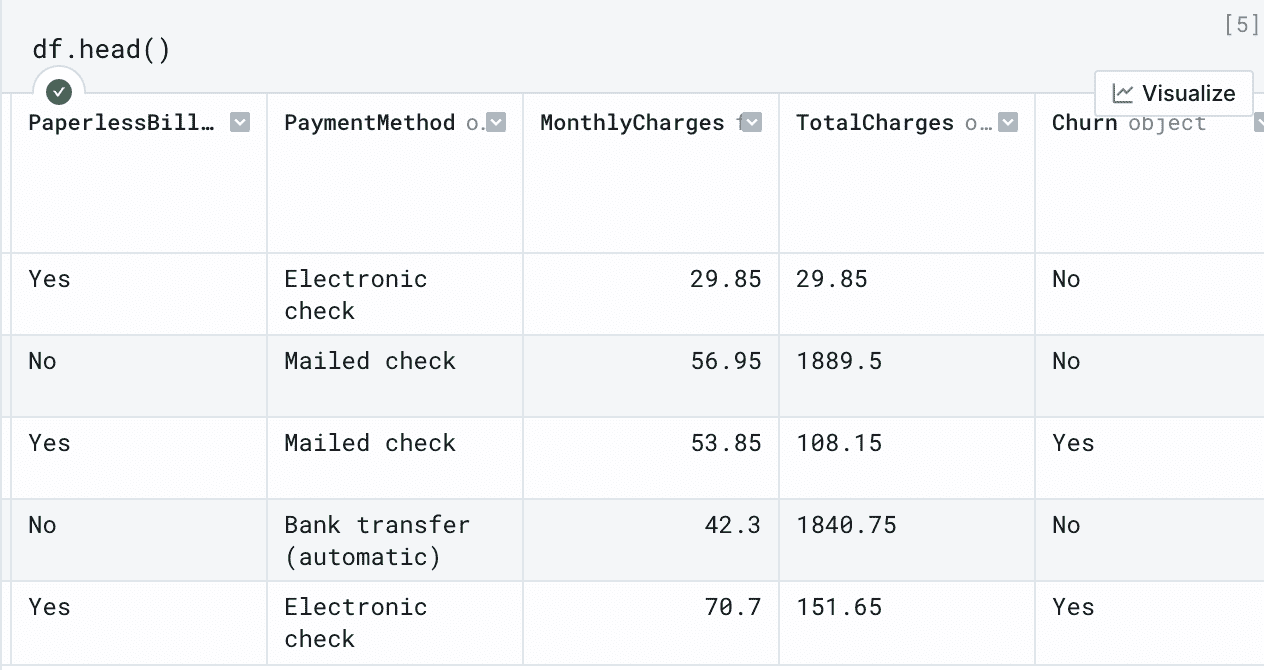 [5]
df.head()
Visualize
PaperlessBill… PaymentMethod o… MonthlyCharges f TotalCharges o… Churn object
Yes Electronic check 29.85 29.85 No
No Mailed check 56.95 1889.5 No
Yes Mailed check 53.85 108.15 Yes
No Bank transfer (automatic) 42.3 1840.75 No
Yes Electronic check 70.7 151.65 Yes